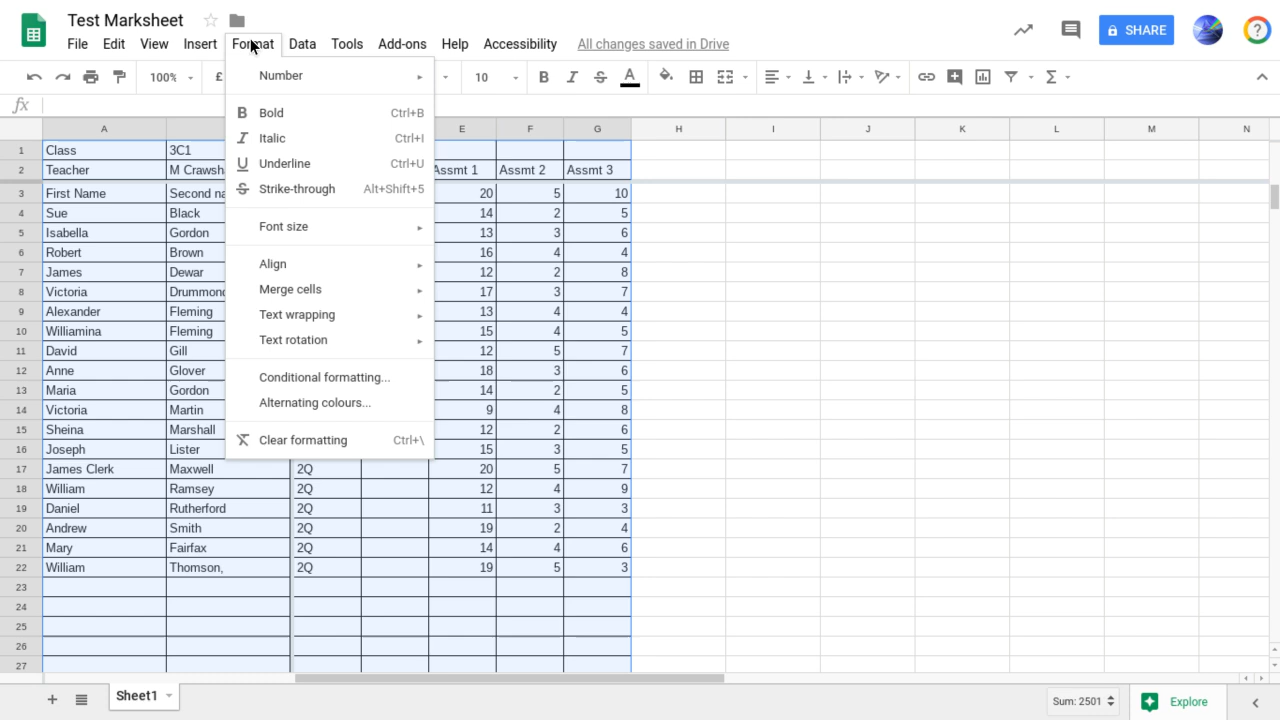 Test Marksheet
File Edit View Insert Format Data Tools Add-ons Help Accessibility All changes saved in Drive
SHARE
100% £ 10 B I S A Σ
fx
Number
B Bold Ctrl+B
I Italic Ctrl+I
U Underline Ctrl+U
S Strike-through Alt+Shift+5
Font size
Align
Merge cells
Text wrapping
Text rotation
Conditional formatting...
Alternating colours...
Clear formatting Ctrl+\
A E F G H I J K L M N
1 Class 3C1
2 Teacher M Crawsh Assmt 1 Assmt 2 Assmt 3
3 First Name Second na 20 5 10
4 Sue Black 14 2 5
5 Isabella Gordon 13 3 6
6 Robert Brown 16 4 4
7 James Dewar 12 2 8
8 Victoria Drummond 17 3 7
9 Alexander Fleming 13 4 4
10 Williamina Fleming 15 4 5
11 David Gill 12 5 7
12 Anne Glover 18 3 6
13 Maria Gordon 14 2 5
14 Victoria Martin 9 4 8
15 Sheina Marshall 12 2 6
16 Joseph Lister 15 3 5
17 James Clerk Maxwell 2Q 20 5 7
18 William Ramsey 2Q 12 4 9
19 Daniel Rutherford 2Q 11 3 3
20 Andrew Smith 2Q 19 2 4
21 Mary Fairfax 2Q 14 4 6
22 William Thomson, 2Q 19 5 3
23
24
25
26
27
Sheet1
Sum: 2501
Explore